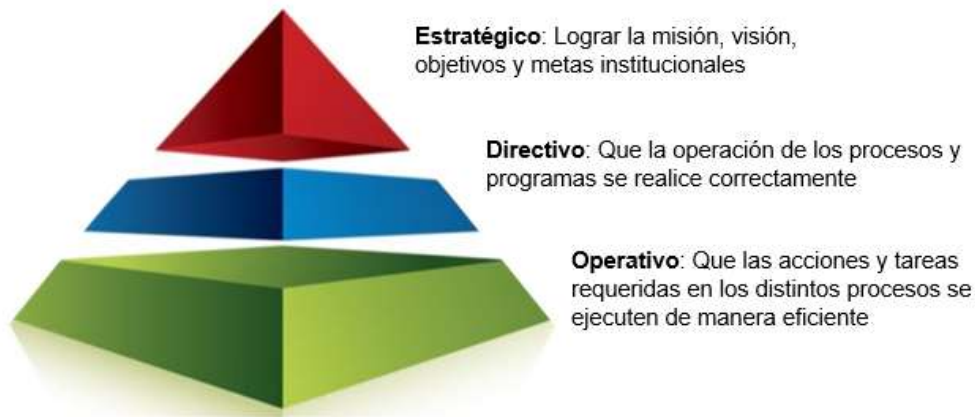 Estratégico: Lograr la misión, visión,
objetivos y metas institucionales
Directivo: Que la operación de los procesos y
programas se realice correctamente
Operativo: Que las acciones y tareas
requeridas en los distintos procesos se
ejecuten de manera eficiente